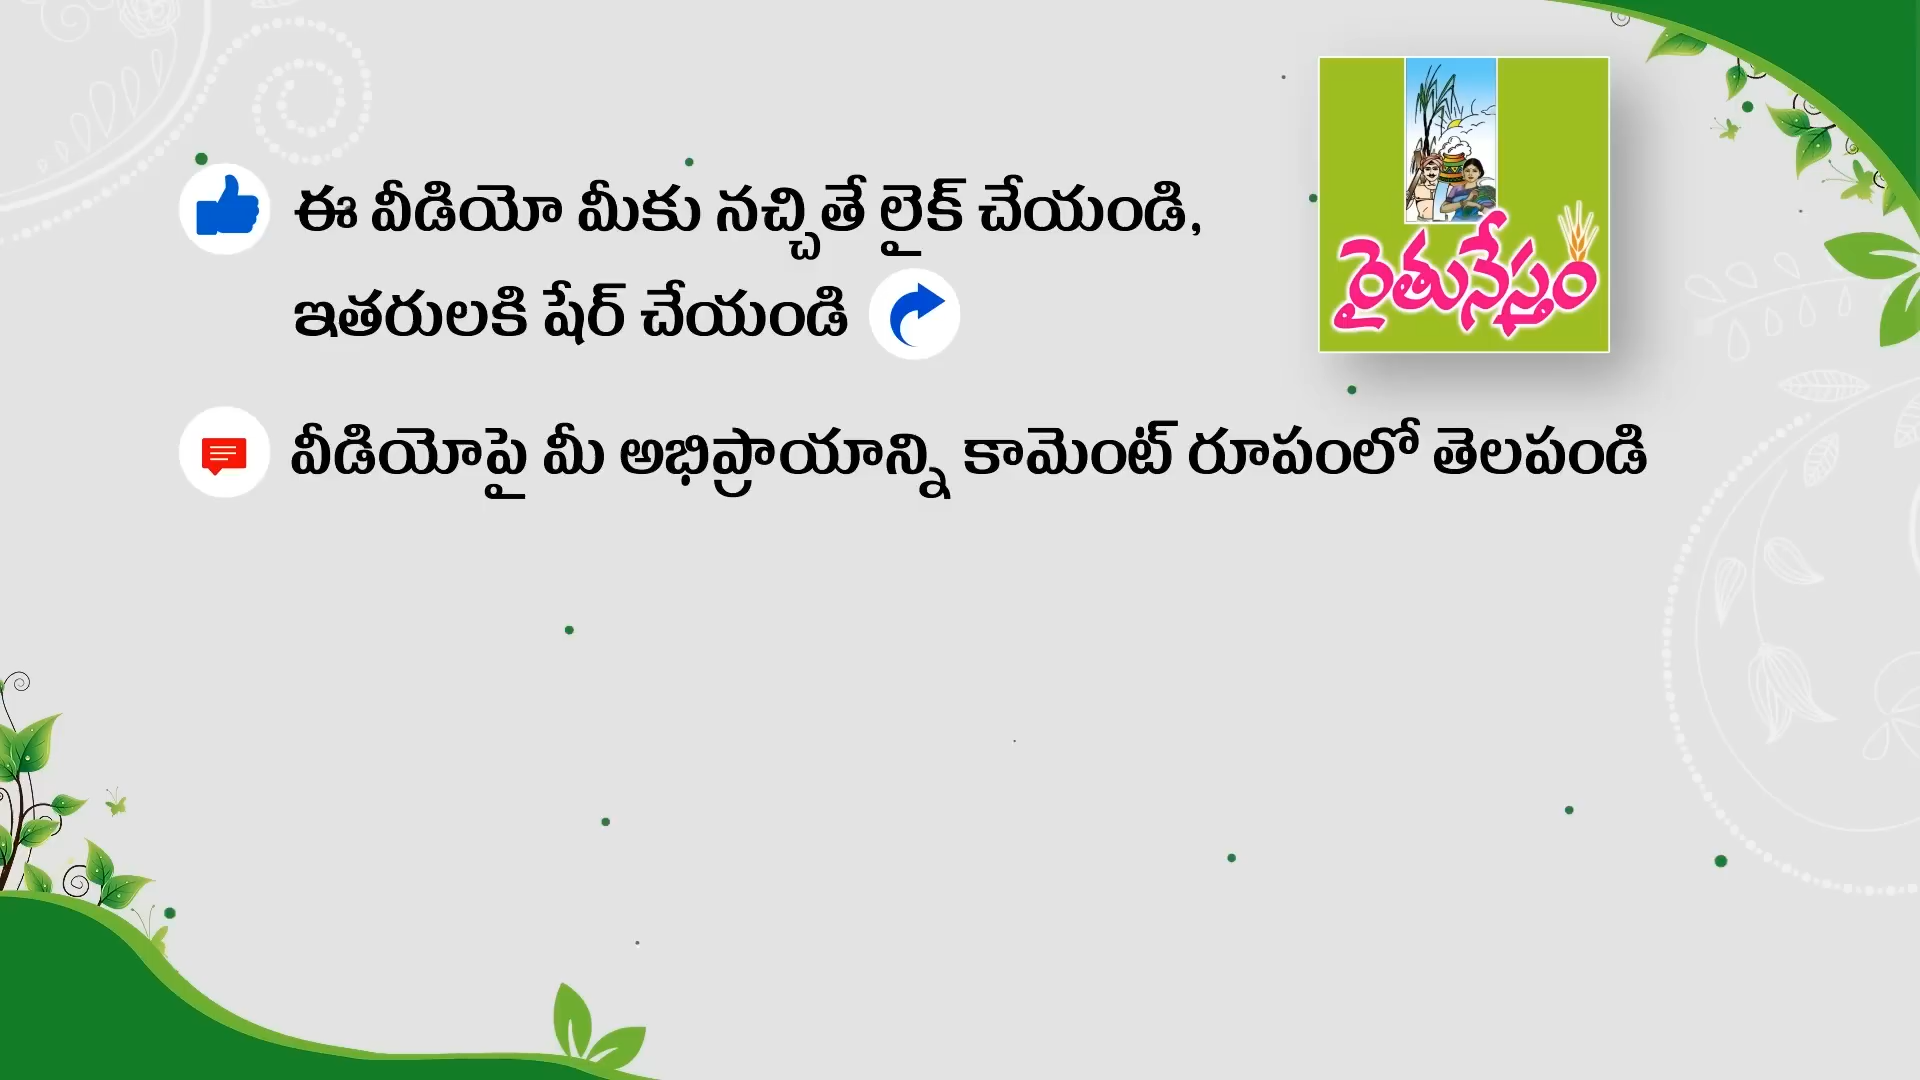 ఈ వీడియో మీకు నచ్చితే లైక్ చేయండి,
ఇతరులకి షేర్ చేయండి
రైతునేస్తం
వీడియోపై మీ అభిప్రాయాన్ని కామెంట్ రూపంలో తెలపండి